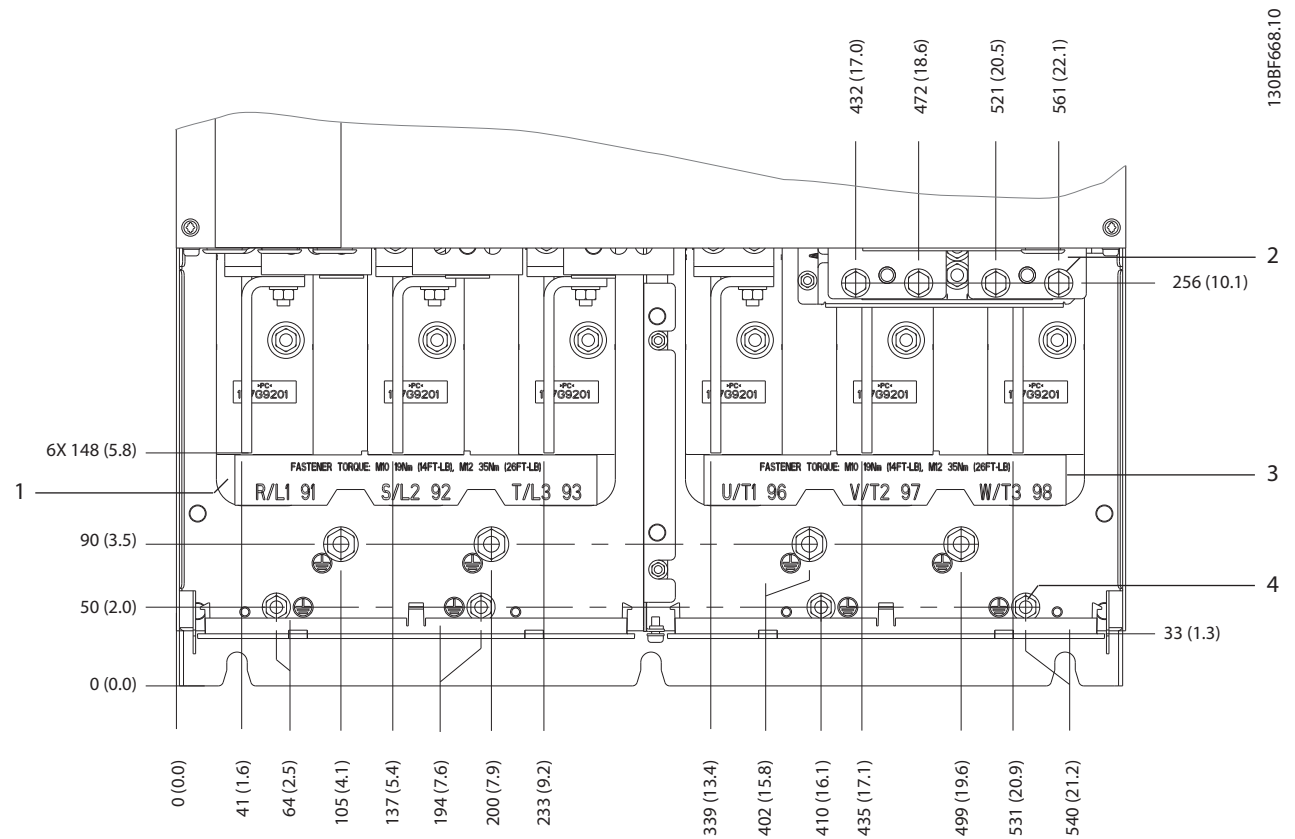 130BF668.10
432 (17.0)
472 (18.6)
521 (20.5)
561 (22.1)
2
256 (10.1)
•PC•
•PC•
•PC•
•PC•
•PC•
•PC•
6X 148 (5.8)
FASTENER TORQUE: M10 19Nm (14FT-LB), M12 35Nm (26FT-LB)
FASTENER TORQUE: M10 19Nm (14FT-LB), M12 35Nm (26FT-LB)
3
1
R/L1 91 S/L2 92 T/L3 93
U/T1 96 V/T2 97 W/T3 98
90 (3.5)
4
50 (2.0)
33 (1.3)
0 (0.0)
0 (0.0)
41 (1.6)
64 (2.5)
105 (4.1)
137 (5.4)
194 (7.6)
200 (7.9)
233 (9.2)
339 (13.4)
402 (15.8)
410 (16.1)
435 (17.1)
499 (19.6)
531 (20.9)
540 (21.2)